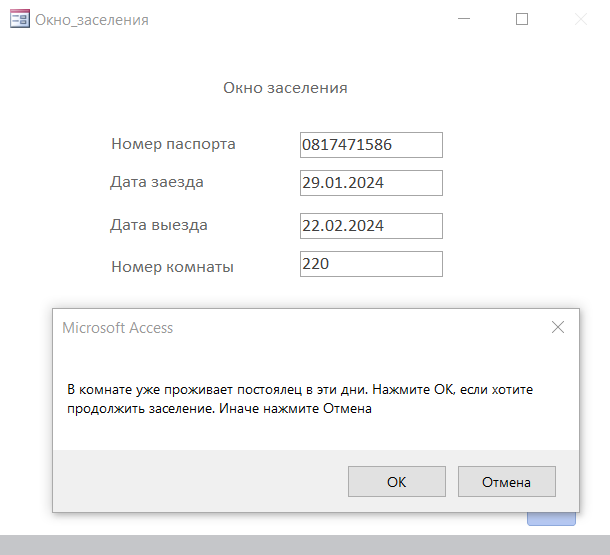 Окно_заселения
Окно заселения
Номер паспорта 0817471586
Дата заезда 29.01.2024
Дата выезда 22.02.2024
Номер комнаты 220
Microsoft Access
В комнате уже проживает постоялец в эти дни. Нажмите ОК, если хотите
продолжить заселение. Иначе нажмите Отмена
ОК Отмена